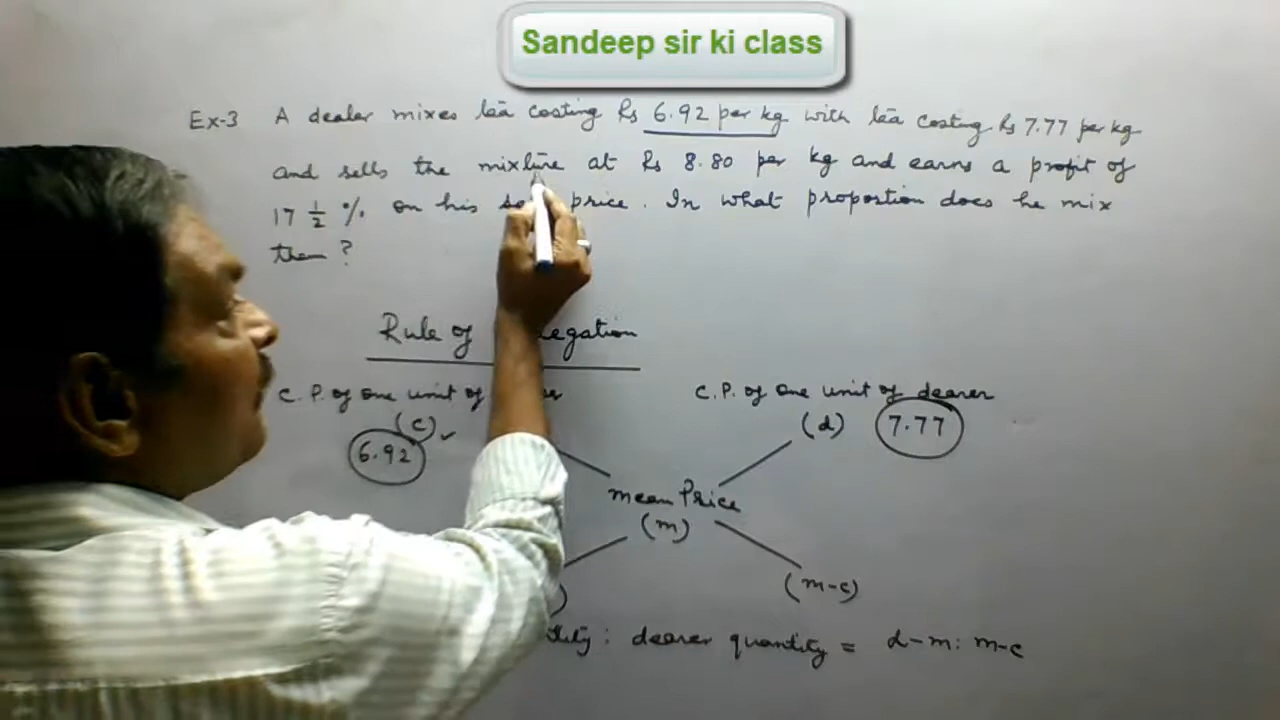 Sandeep sir ki class
Ex-3 A dealer mixes tea costing Rs 6.92 per kg with tea costing Rs 7.77 per kg
and sells the mixture at Rs 8.80 per kg and earns a profit of
17 1/2 % on his price. In what proportion does he mix
them?
Rule of
C.P. of one unit of
C.P. of one unit of dearer
(c)
(d)
6.92
7.77
mean Price
(m)
(m-c)
: dearer quantity = d-m: m-c